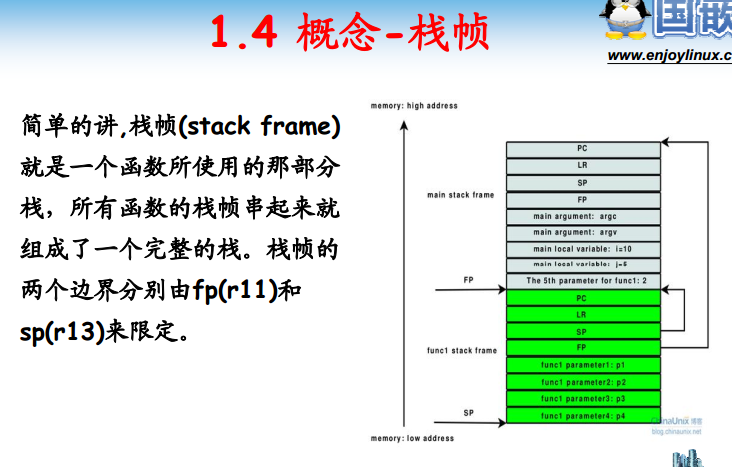 1.4 概念-栈帧
国嵌
www.enjoylinux.c
简单的讲,栈帧(stack frame)
就是一个函数所使用的那部分
栈，所有函数的栈帧串起来就
组成了一个完整的栈。栈帧的
两个边界分别由fp(r11)和
sp(r13)来限定。
memory: high address
main stack frame
PC
LR
SP
FP
main argument: argc
main argument: argv
main local variable: i=10
main local variable: j=5
The 5th parameter for func1: 2
FP
func1 stack frame
PC
LR
SP
FP
func1 parameter1: p1
func1 parameter2: p2
func1 parameter3: p3
func1 parameter4: p4
SP
memory: low address
ChinaUnix 博客
blog.chinaunix.net